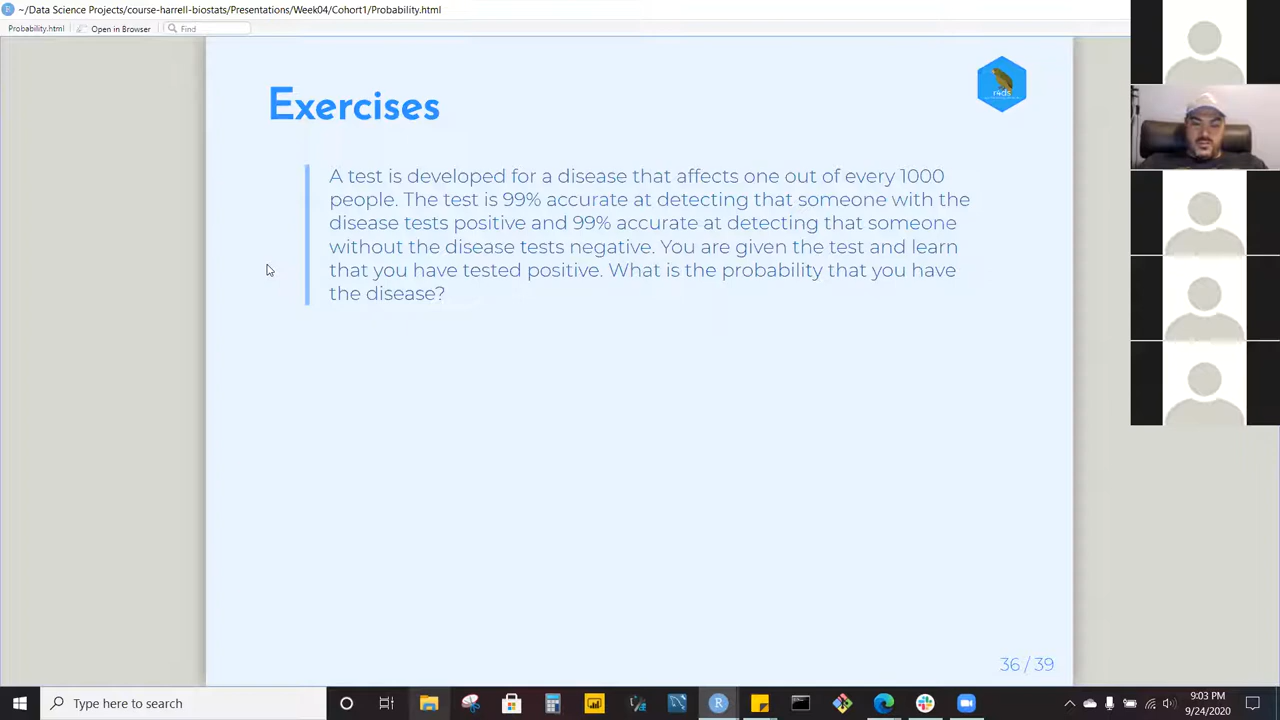 ~/Data Science Projects/course-harrell-biostats/Presentations/Week04/Cohort1/Probability.html
Probability.html
Open in Browser
Find
Exercises
r4ds
A test is developed for a disease that affects one out of every 1000
people. The test is 99% accurate at detecting that someone with the
disease tests positive and 99% accurate at detecting that someone
without the disease tests negative. You are given the test and learn
that you have tested positive. What is the probability that you have
the disease?
36 / 39
Type here to search
R
9:03 PM
9/24/2020